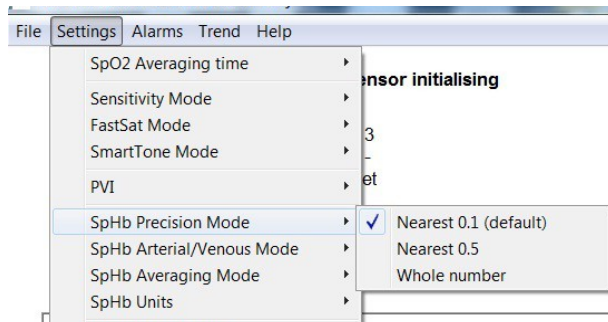 File Settings Alarms Trend Help
SpO2 Averaging time
ensor initialising
Sensitivity Mode
FastSat Mode
3
SmartTone Mode
-
et
PVI
SpHb Precision Mode
Nearest 0.1 (default)
SpHb Arterial/Venous Mode
Nearest 0.5
SpHb Averaging Mode
Whole number
SpHb Units